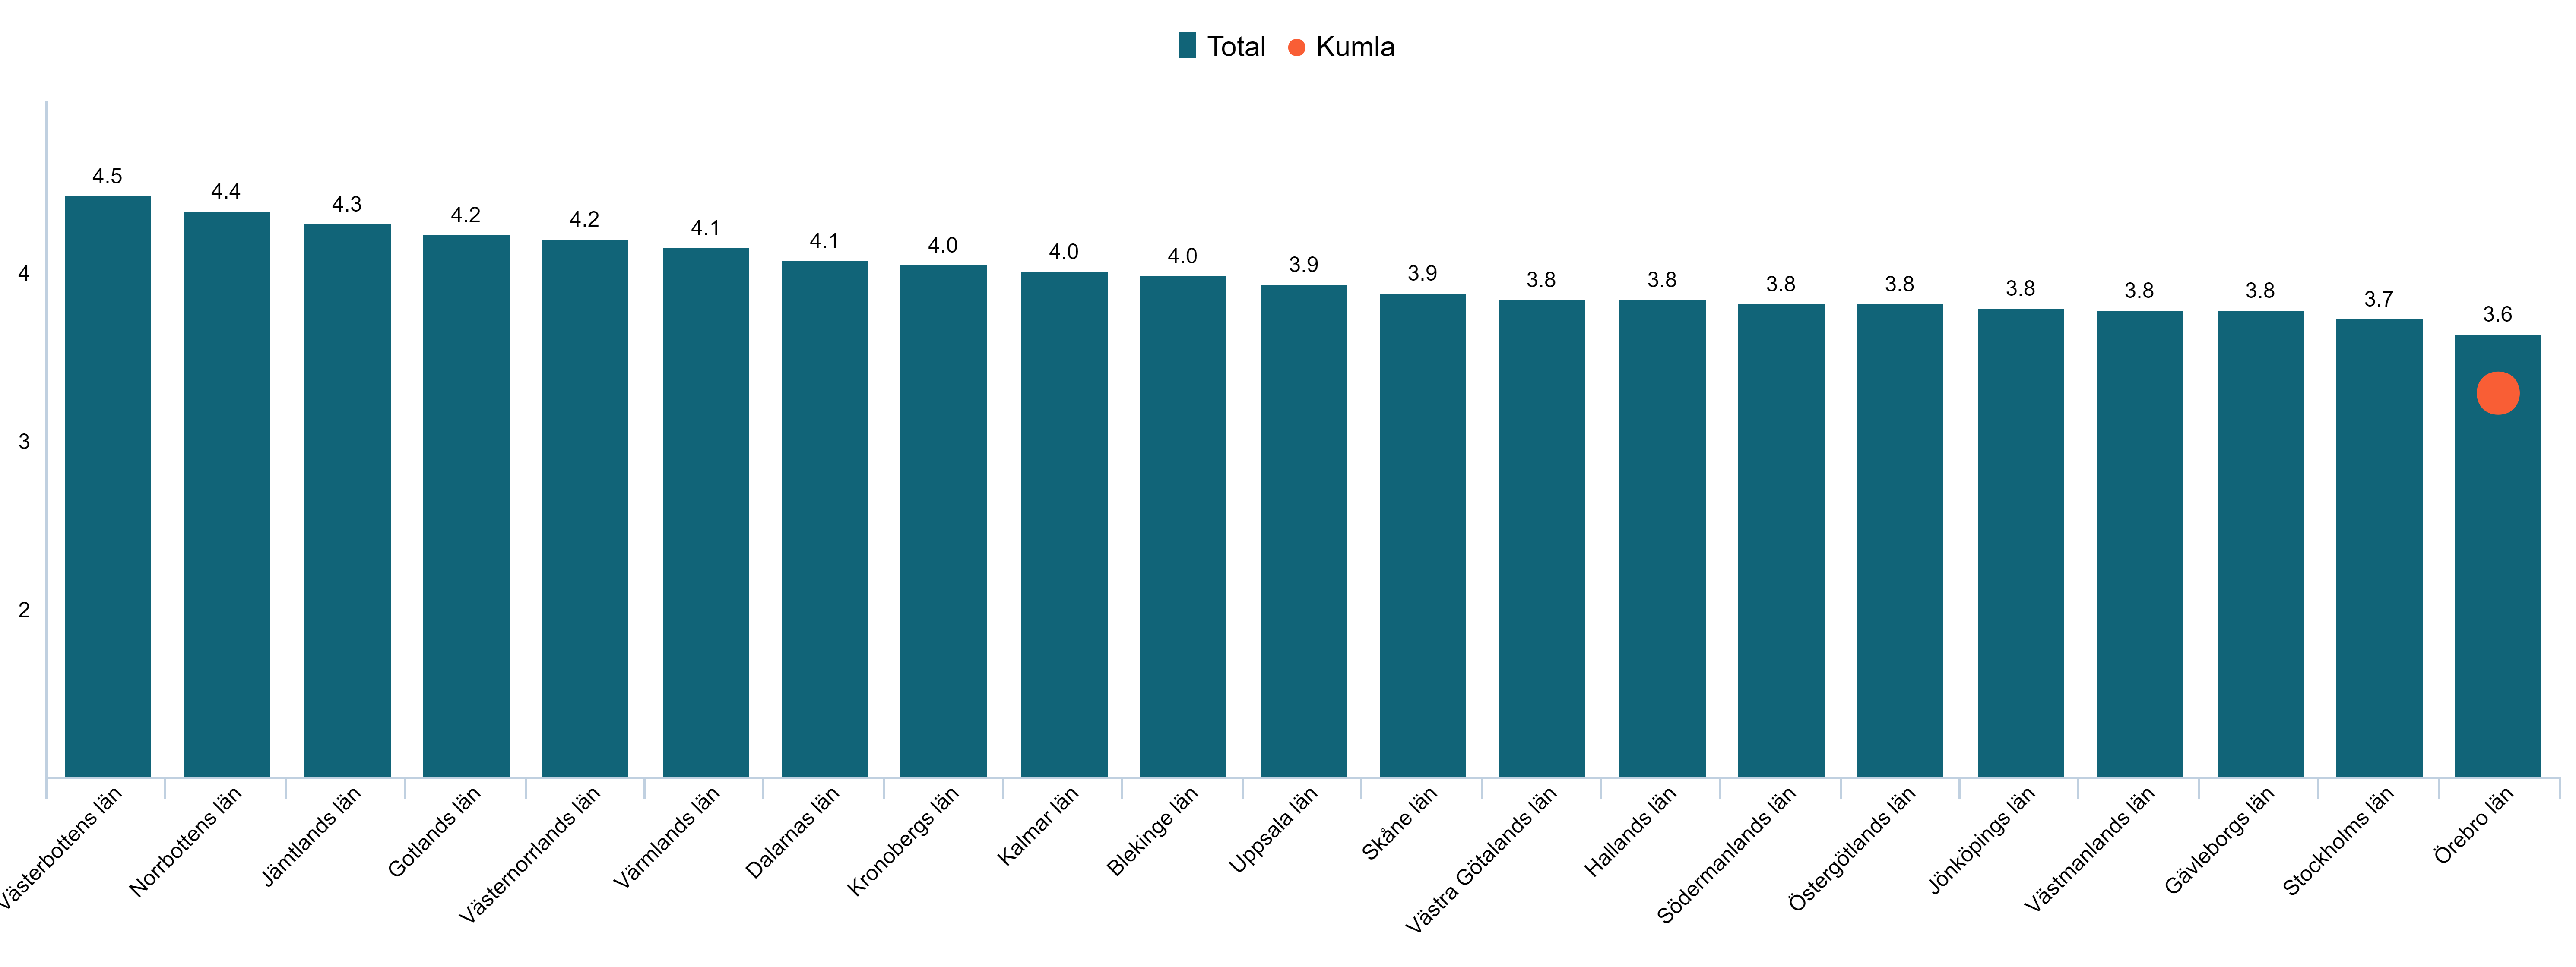 Total Kumla
4.5 4.4 4.3 4.2 4.2 4.1 4.1 4.0 4.0 4.0 3.9 3.9 3.8 3.8 3.8 3.8 3.8 3.8 3.8 3.7 3.6
4
3
2
Västerbottens län
Norrbottens län
Jämtlands län
Gotlands län
Västernorrlands län
Värmlands län
Dalarnas län
Kronobergs län
Kalmar län
Blekinge län
Uppsala län
Skåne län
Västra Götalands län
Hallands län
Södermanlands län
Östergötlands län
Jönköpings län
Västmanlands län
Gävleborgs län
Stockholms län
Örebro län